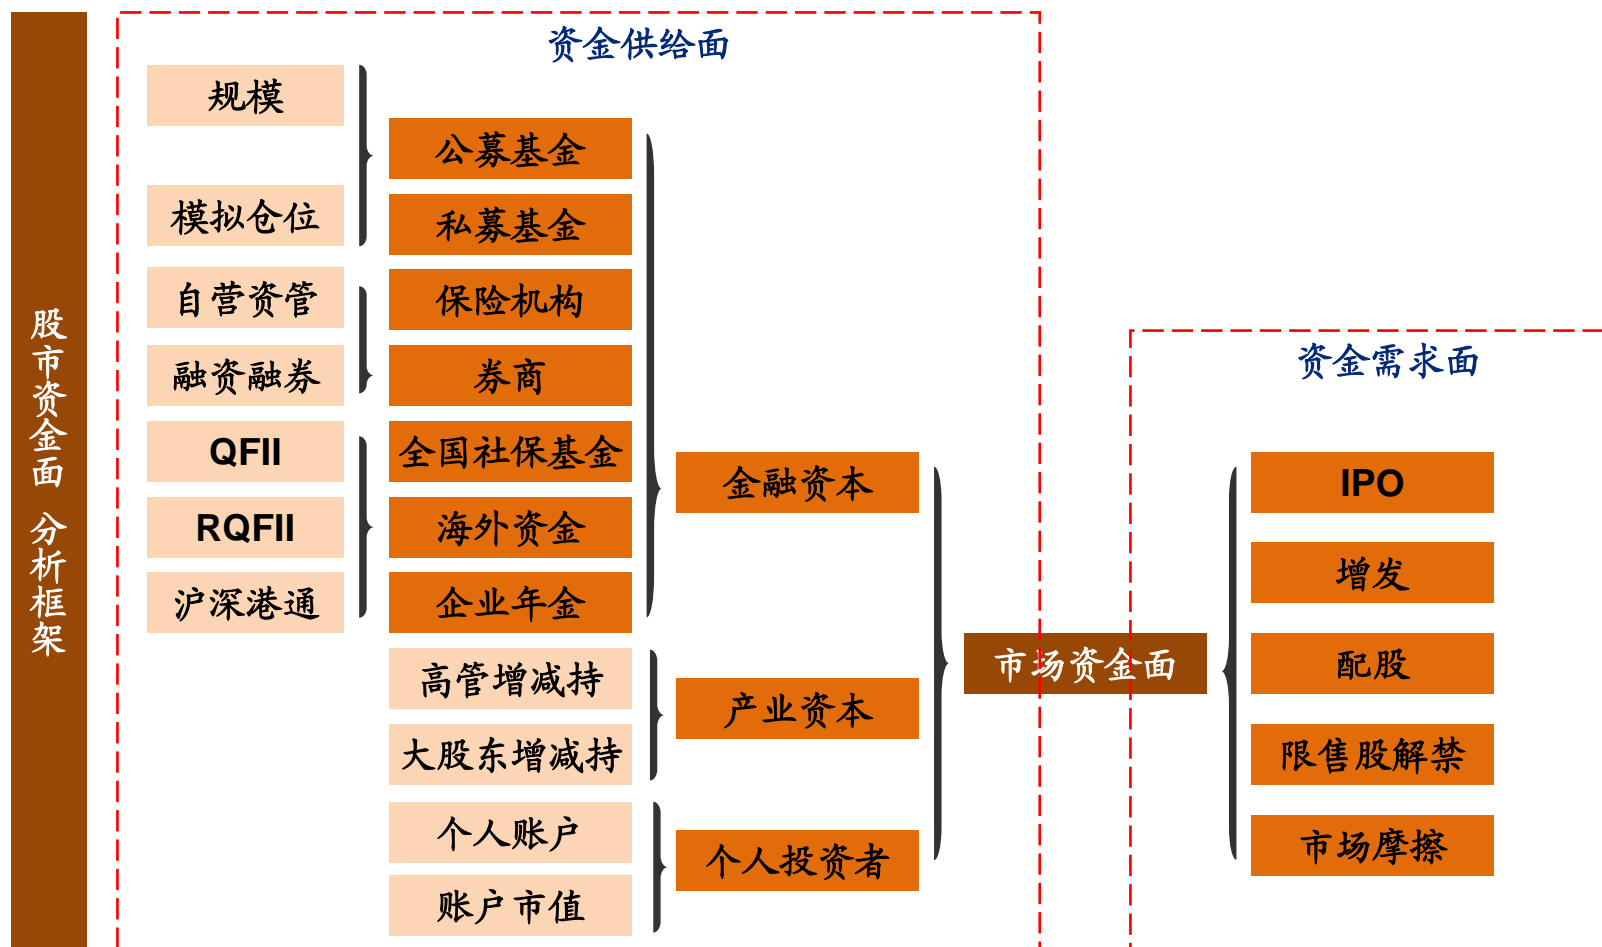 股市资金面 分析框架
资金供给面
规模
模拟仓位
自营资管
融资融券
QFII
RQFII
沪深港通
公募基金
私募基金
保险机构
券商
全国社保基金
海外资金
企业年金
高管增减持
大股东增减持
个人账户
账户市值
金融资本
产业资本
个人投资者
市场资金面
资金需求面
IPO
增发
配股
限售股解禁
市场摩擦